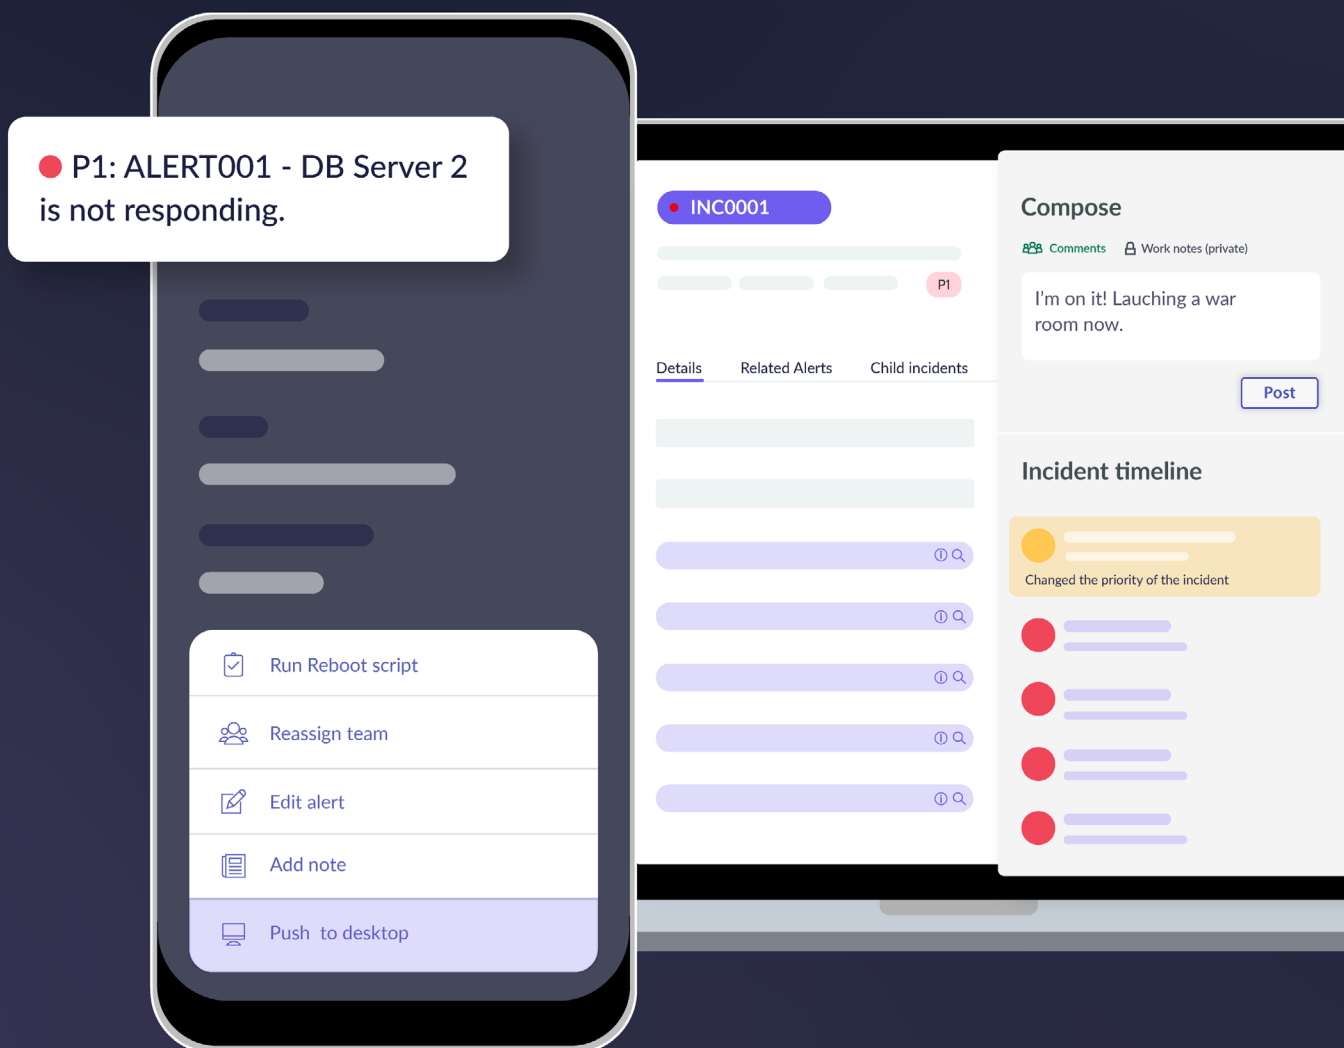 P1: ALERT001 - DB Server 2
is not responding.
Run Reboot script
Reassign team
Edit alert
Add note
Push to desktop
INC0001
P1
Details Related Alerts Child incidents
Compose
Comments Work notes (private)
I'm on it! Lauching a war
room now.
Post
Incident timeline
Changed the priority of the incident